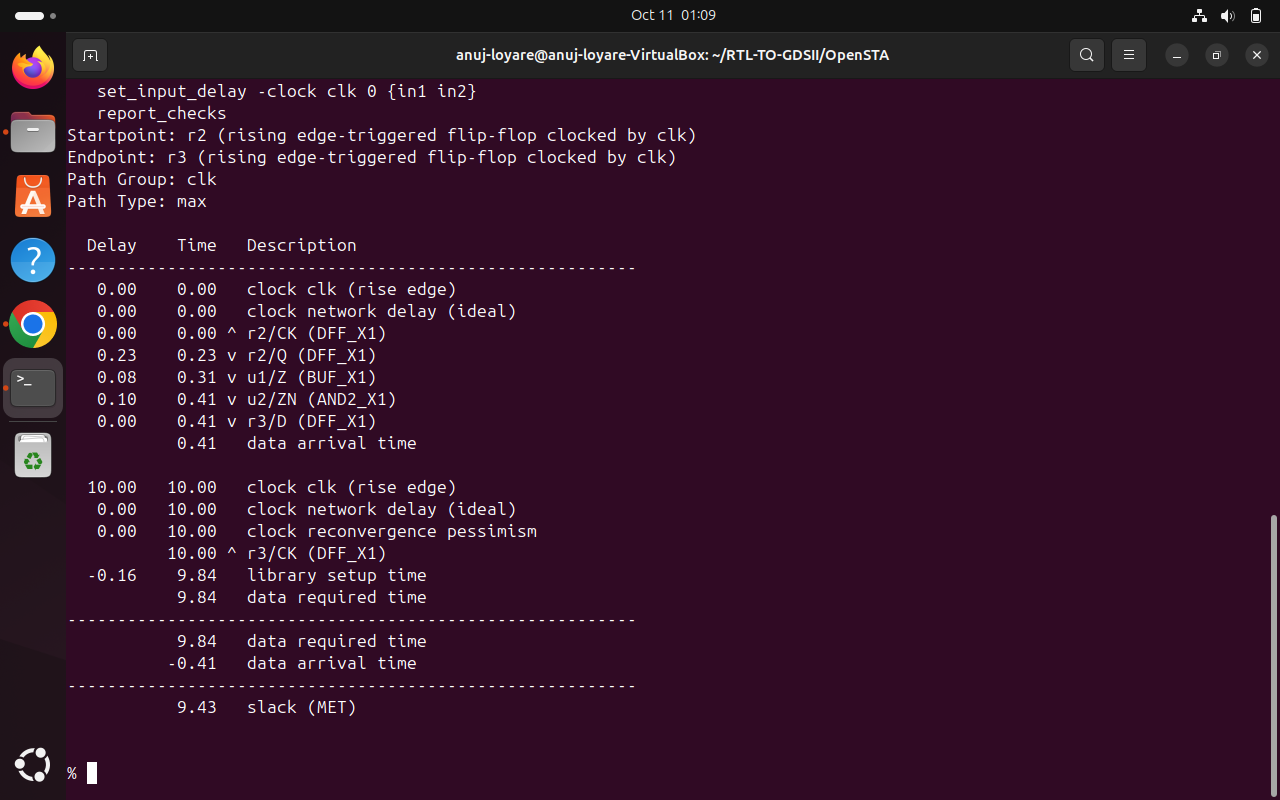 Oct 11 01:09
anuj-loyare@anuj-loyare-VirtualBox: ~/RTL-TO-GDSII/OpenSTA
   set_input_delay -clock clk 0 {in1 in2}
   report_checks
Startpoint: r2 (rising edge-triggered flip-flop clocked by clk)
Endpoint: r3 (rising edge-triggered flip-flop clocked by clk)
Path Group: clk
Path Type: max

  Delay    Time   Description
---------------------------------------------------------
   0.00    0.00   clock clk (rise edge)
   0.00    0.00   clock network delay (ideal)
   0.00    0.00 ^ r2/CK (DFF_X1)
   0.23    0.23 v r2/Q (DFF_X1)
   0.08    0.31 v u1/Z (BUF_X1)
   0.10    0.41 v u2/ZN (AND2_X1)
   0.00    0.41 v r3/D (DFF_X1)
           0.41   data arrival time

  10.00   10.00   clock clk (rise edge)
   0.00   10.00   clock network delay (ideal)
   0.00   10.00   clock reconvergence pessimism
          10.00 ^ r3/CK (DFF_X1)
  -0.16    9.84   library setup time
           9.84   data required time
---------------------------------------------------------
           9.84   data required time
          -0.41   data arrival time
---------------------------------------------------------
           9.43   slack (MET)

%